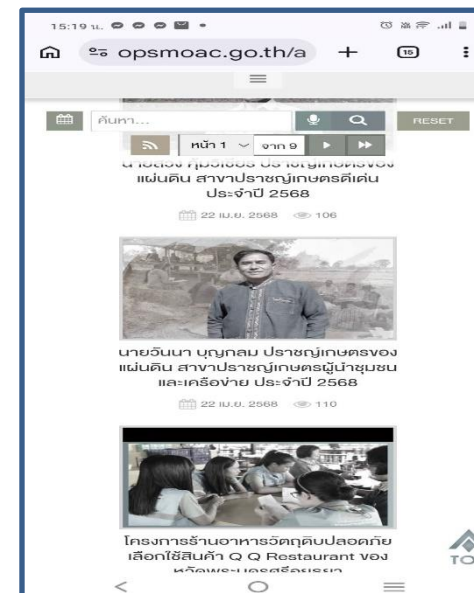 15:19 น.
opsmoac.go.th/a
15
ค้นหา...
RESET
หน้า 1 จาก 9
แผ่นดิน สาขาปราชญ์เกษตรดีเด่น
ประจำปี 2568
22 เม.ย. 2568 106
นายวันนา บุญกลม ปราชญ์เกษตรของ
แผ่นดิน สาขาปราชญ์เกษตรผู้นำชุมชน
และเครือข่าย ประจำปี 2568
22 เม.ย. 2568 110
โครงการร้านอาหารวัตถุดิบปลอดภัย
เลือกใช้สินค้า Q Q Restaurant ของ
TO